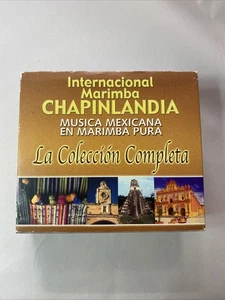 Internacional
Marimba
CHAPINLANDIA
MUSICA MEXICANA
EN MARIMBA PURA
La Colección Completa